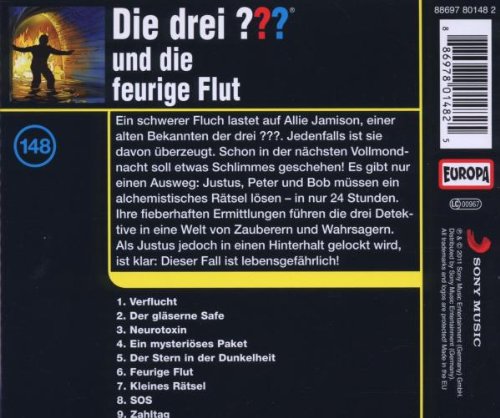 Die drei ???®
und die
feurige Flut
148
Ein schwerer Fluch lastet auf Allie Jamison, einer
alten Bekannten der drei ???. Jedenfalls ist sie
davon überzeugt. Schon in der nächsten Vollmond-
nacht soll etwas Schlimmes geschehen! Es gibt nur
einen Ausweg: Justus, Peter und Bob müssen ein
alchemistisches Rätsel lösen – in nur 24 Stunden.
Ihre fieberhaften Ermittlungen führen die drei Detek-
tive in eine Welt von Zauberern und Wahrsagern.
Als Justus jedoch in einen Hinterhalt gelockt wird,
ist klar: Dieser Fall ist lebensgefährlich!
1. Verflucht
2. Der gläserne Safe
3. Neurotoxin
4. Ein mysteriöses Paket
5. Der Stern in der Dunkelheit
6. Feurige Flut
7. Kleines Rätsel
8. SOS
9. Zahltag
88697 80148 2
8 86978 01482 5
EUROPA
LC 00967
SONY MUSIC
℗ & © 2011 Sony Music Entertainment (Germany) GmbH.
Distributed by Sony Music Entertainment (Germany) GmbH.
All trademarks and logos are protected! Made in the EU